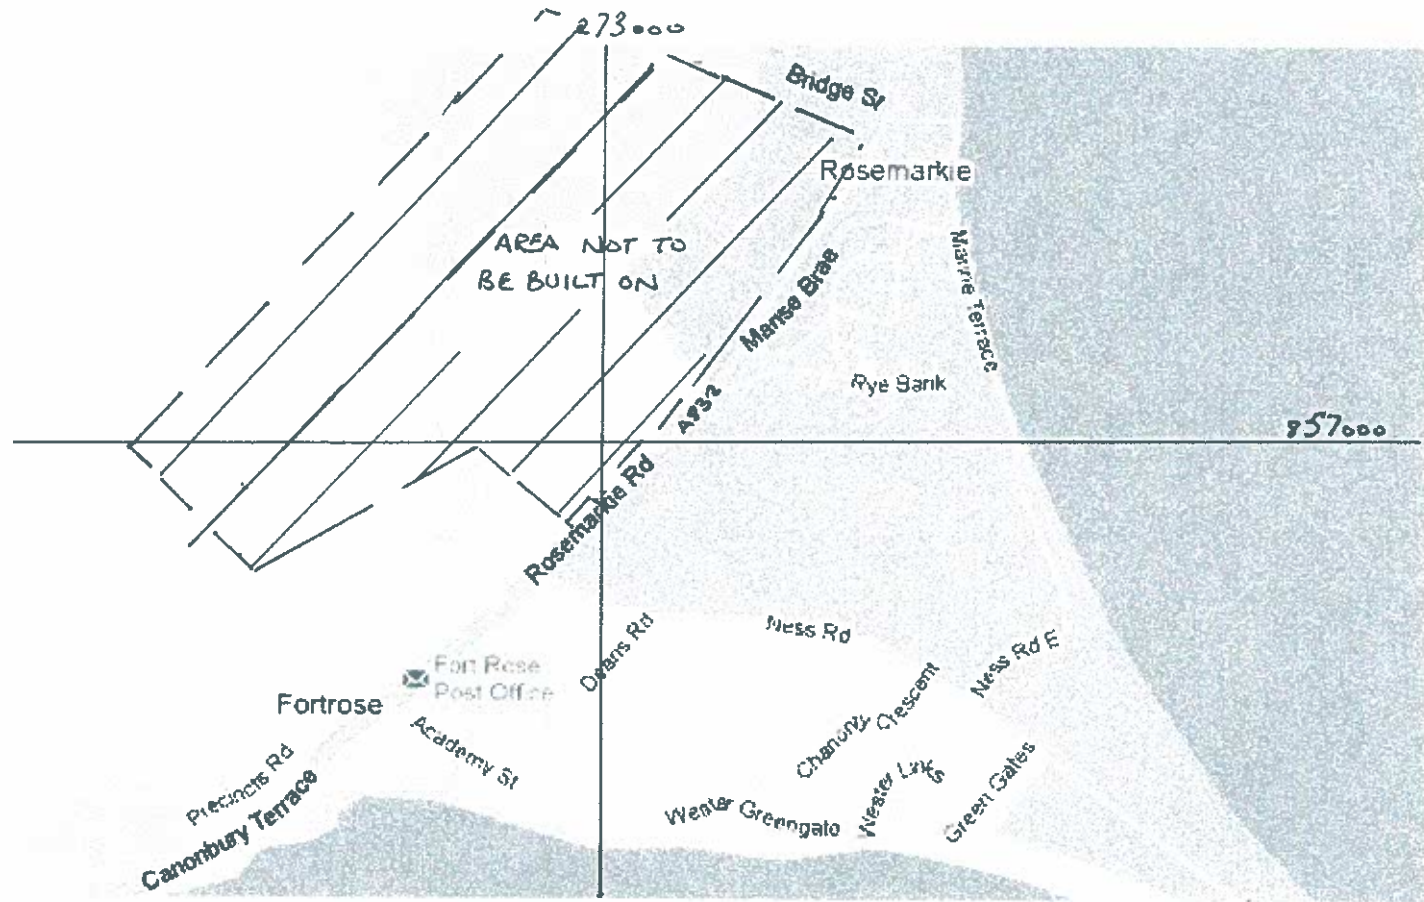 273000
Bridge St
Rosemarkie
AREA NOT TO
BE BUILT ON
Marine Terrace
Manse Brae
Rye Bank
A832
857000
Rosemarkie Rd
Ness Rd
Deans Rd
Ness Rd E
Fort Rose
Post Office
Fortrose
Academy St
Chanonry Crescent
Precincts Rd
Canonbury Terrace
Wester Greengate
Wester Links
Green Gates